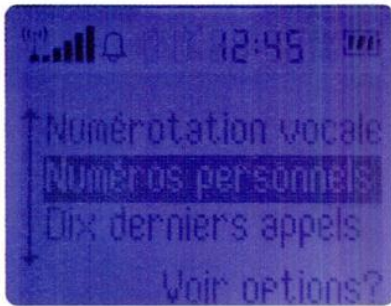 12:45
Numérotation vocale
Numéros personnels
Dix derniers appels
Voir options?